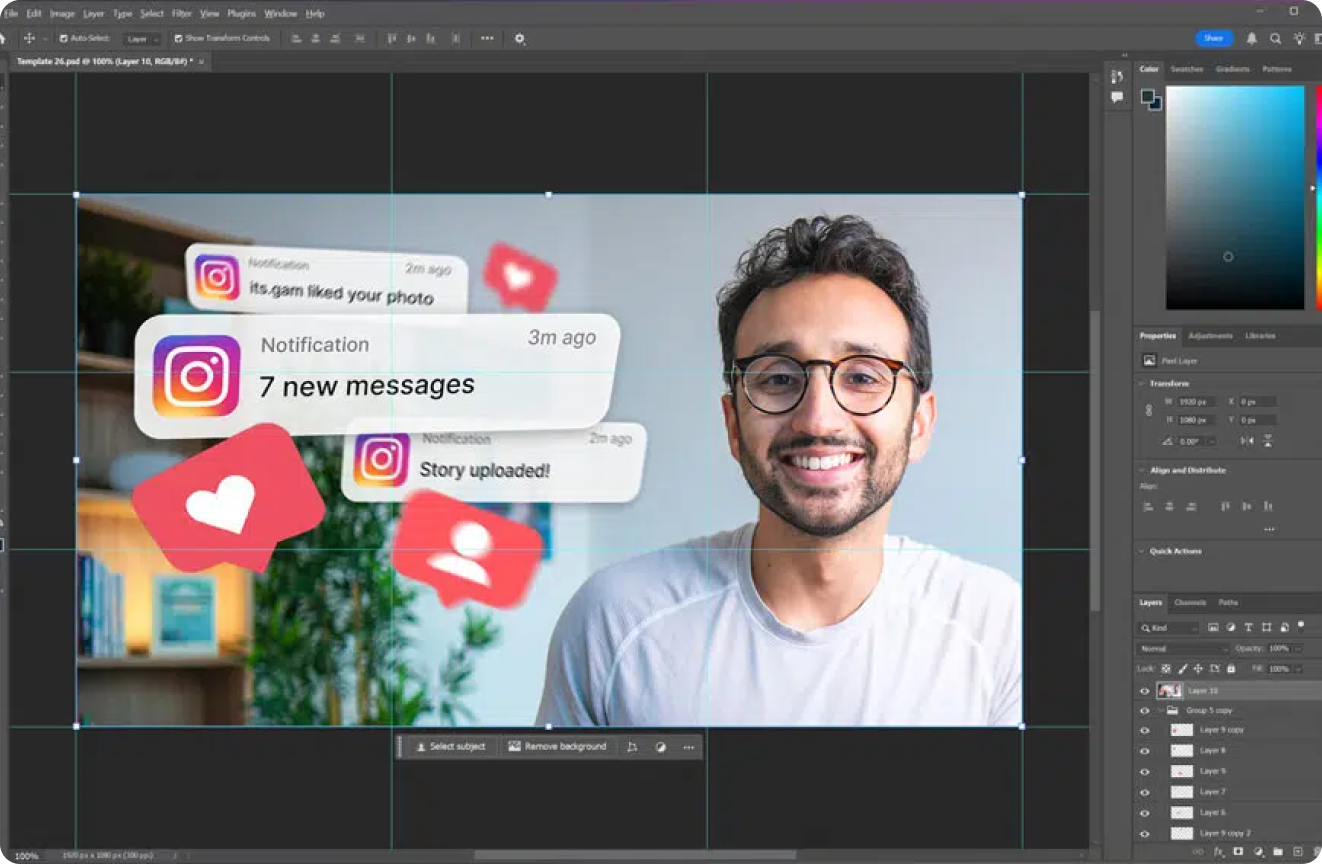 File Edit Image Layer Type Select Filter View Plugins Window Help
Auto-Select: Layer Show Transform Controls
Share
Template 26.psd @ 100% (Layer 10, RGB/8#) *
Color Swatches Gradients Patterns
Notification 2m ago
its.gam liked your photo
Notification 3m ago
7 new messages
Notification 2m ago
Story uploaded!
Properties Adjustments Libraries
Pixel Layer
Transform
W 1920 px X 0 px
H 1080 px Y 0 px
0.00°
Align and Distribute
Align:
Quick Actions
Layers Channels Paths
Kind
Normal Opacity: 100%
Lock: Fill: 100%
Layer 10
Group 5 copy
Layer 9 copy
Layer 8
Layer 9
Layer 7
Layer 6
Layer 9 copy 2
Select subject Remove background
100% 1920 px x 1080 px (300 ppi)